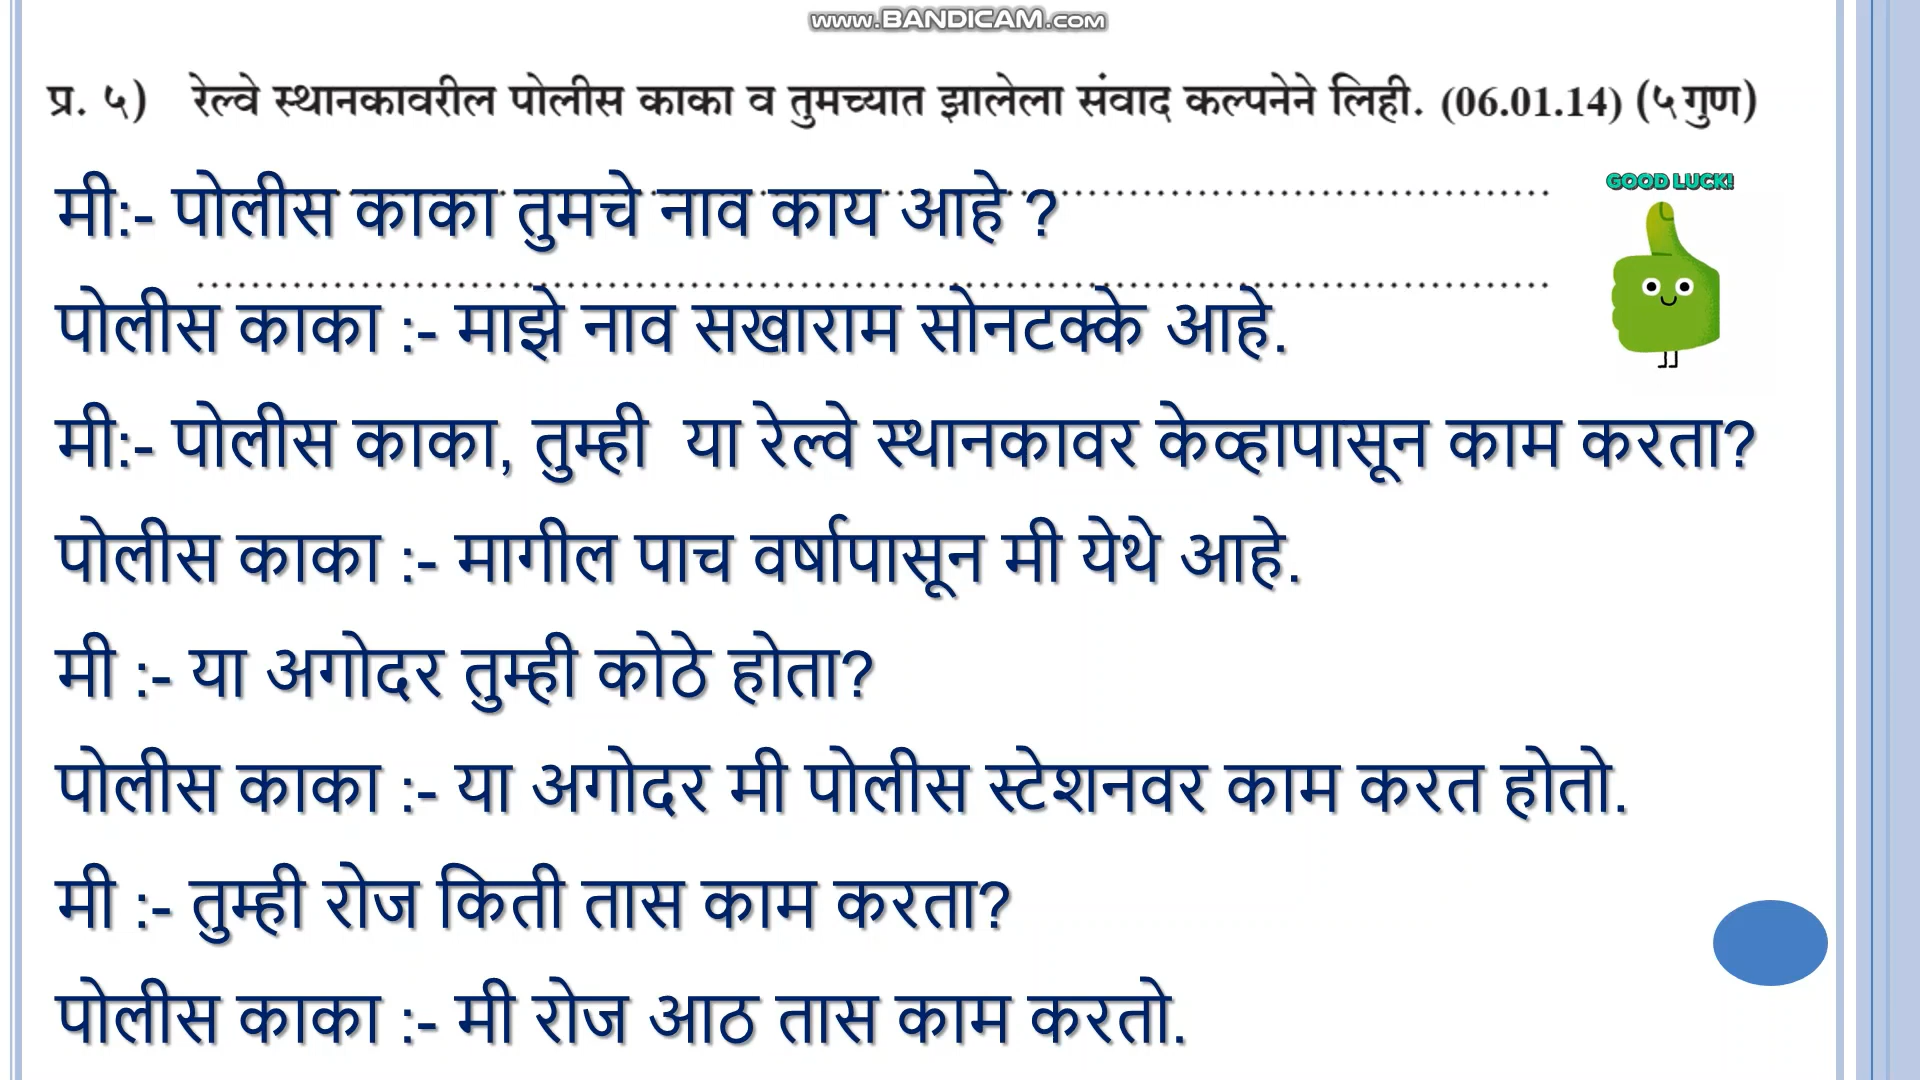 www.BANDICAM.com
प्र. ५) रेल्वे स्थानकावरील पोलीस काका व तुमच्यात झालेला संवाद कल्पनेने लिही. (06.01.14) (५ गुण)
GOOD LUCK!
मी:- पोलीस काका तुमचे नाव काय आहे ?
पोलीस काका :- माझे नाव सखाराम सोनटक्के आहे.
मी:- पोलीस काका, तुम्ही या रेल्वे स्थानकावर केव्हापासून काम करता?
पोलीस काका :- मागील पाच वर्षापासून मी येथे आहे.
मी :- या अगोदर तुम्ही कोठे होता?
पोलीस काका :- या अगोदर मी पोलीस स्टेशनवर काम करत होतो.
मी :- तुम्ही रोज किती तास काम करता?
पोलीस काका :- मी रोज आठ तास काम करतो.